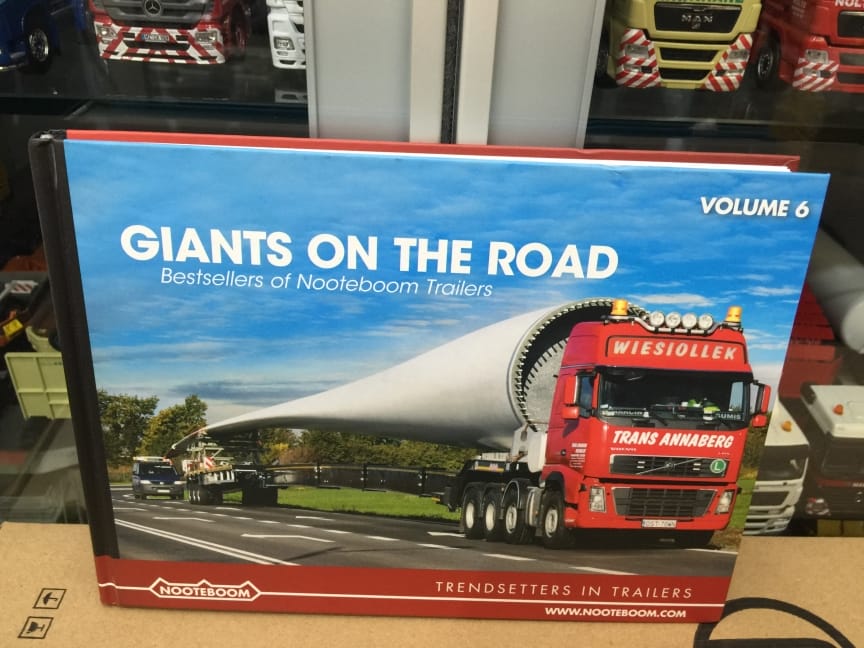 MAN
VOLUME 6
GIANTS ON THE ROAD
Bestsellers of Nooteboom Trailers
WIESIOLLEK
TRANS ANNABERG
VOLVO
L
NOOTEBOOM
TRENDSETTERS IN TRAILERS
WWW.NOOTEBOOM.COM